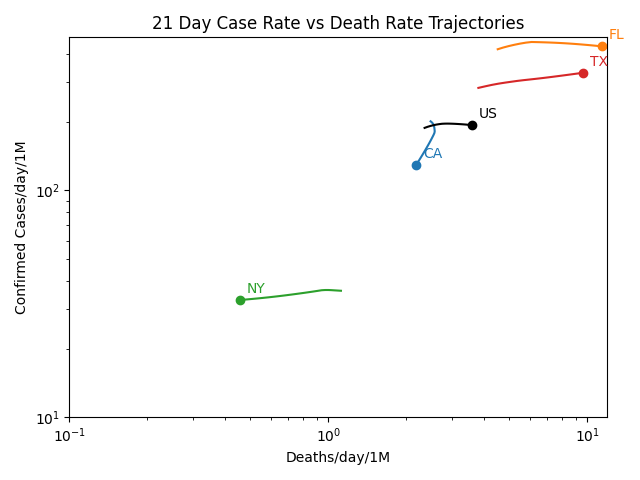 21 Day Case Rate vs Death Rate Trajectories
FL
TX
US
CA
NY
Confirmed Cases/day/1M
10²
10¹
10⁻¹
10⁰
10¹
Deaths/day/1M